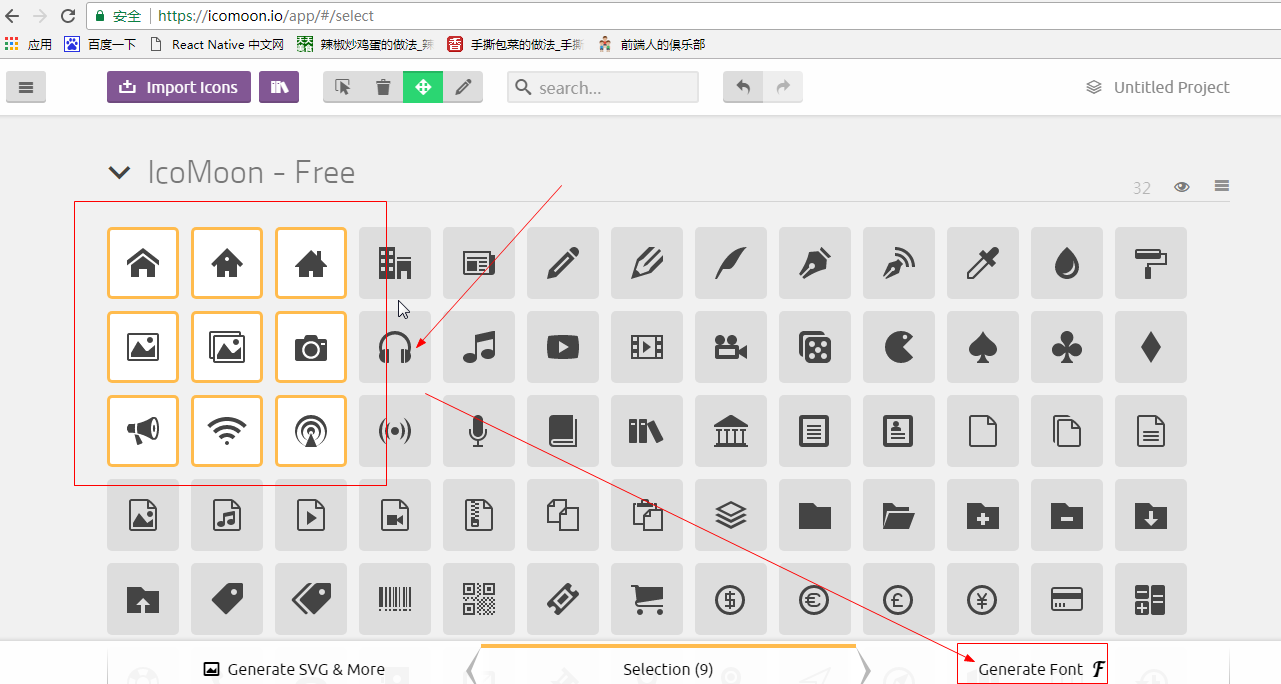 安全 https://icomoon.io/app/#/select
应用 百度一下 React Native 中文网 辣椒炒鸡蛋的做法_辣 手撕包菜的做法_手撕 前端人的俱乐部
Import Icons search... Untitled Project
IcoMoon - Free
32
Generate SVG & More Selection (9) Generate Font